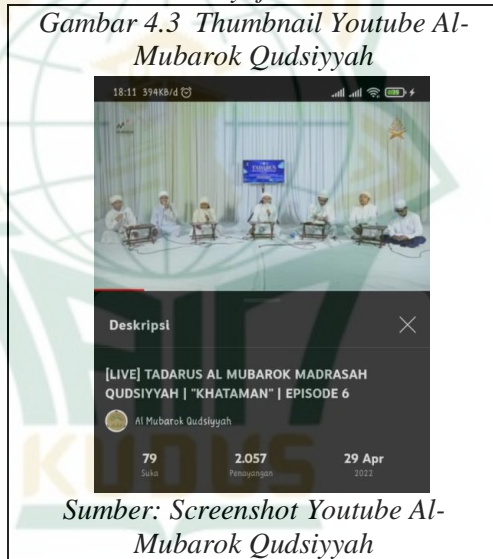 Gambar 4.3 Thumbnail Youtube Al-
Mubarok Qudsiyyah
18:11 394KB/d
TADARUS
Deskripsi
[LIVE] TADARUS AL MUBAROK MADRASAH
QUDSIYYAH | "KHATAMAN" | EPISODE 6
Al Mubarok Qudsiyyah
79 2.057 29 Apr
Suka Penayangan 2022
KUDUS
Sumber: Screenshot Youtube Al-
Mubarok Qudsiyyah